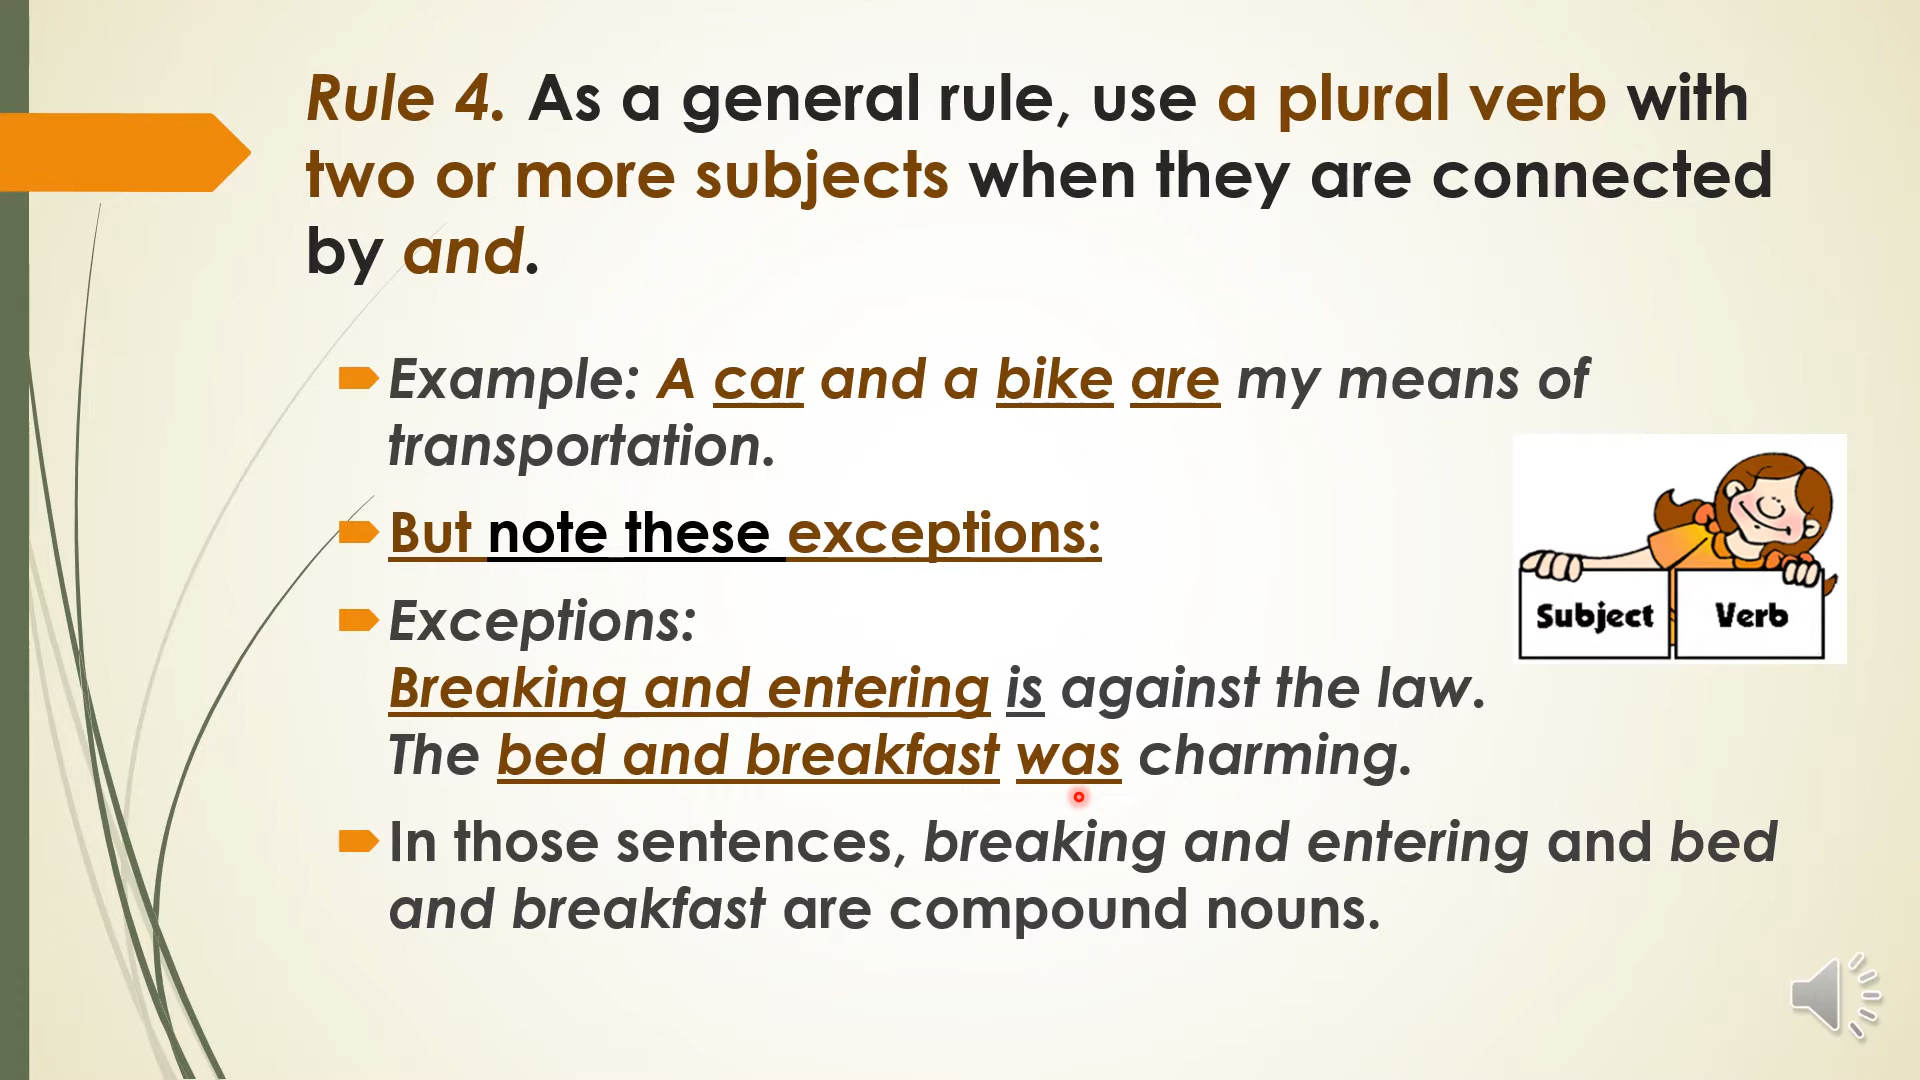 Rule 4. As a general rule, use a plural verb with
two or more subjects when they are connected
by and.
Example: A car and a bike are my means of
transportation.
But note these exceptions:
Exceptions:
Breaking and entering is against the law.
The bed and breakfast was charming.
In those sentences, breaking and entering and bed
and breakfast are compound nouns.
Subject Verb